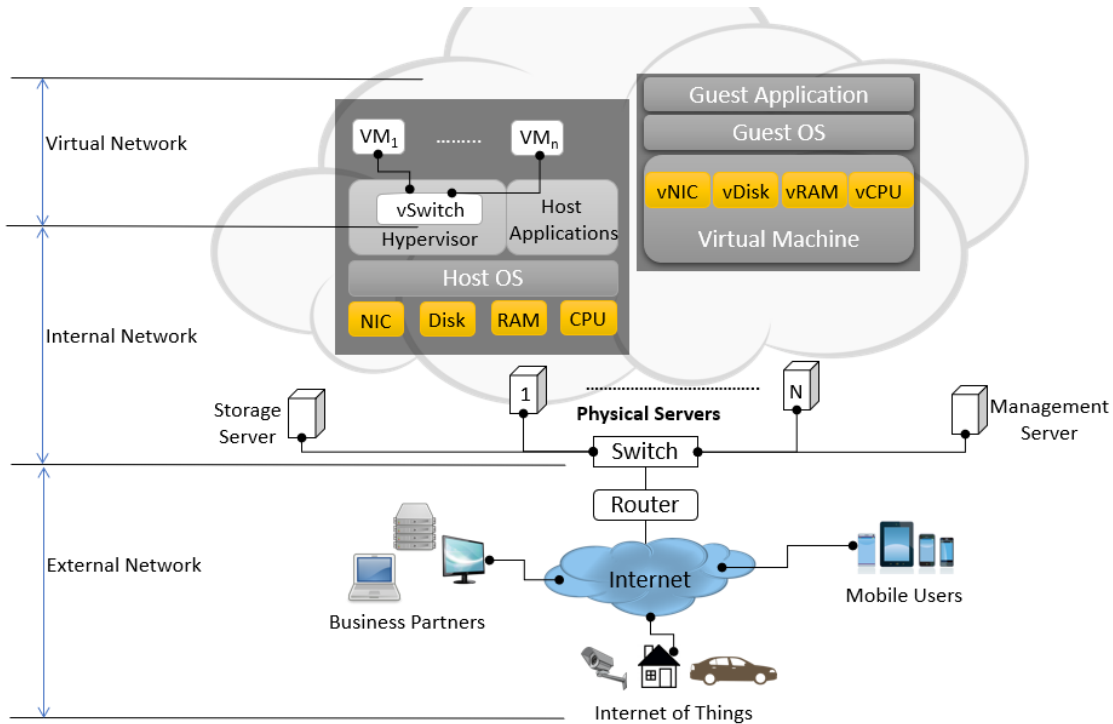 Virtual Network
Internal Network
External Network
VM1 ......... VMn
vSwitch
Hypervisor
Host
Applications
Host OS
NIC Disk RAM CPU
Guest Application
Guest OS
vNIC vDisk vRAM vCPU
Virtual Machine
Storage
Server
1
N
Physical Servers
Management
Server
Switch
Router
Internet
Business Partners
Mobile Users
Internet of Things